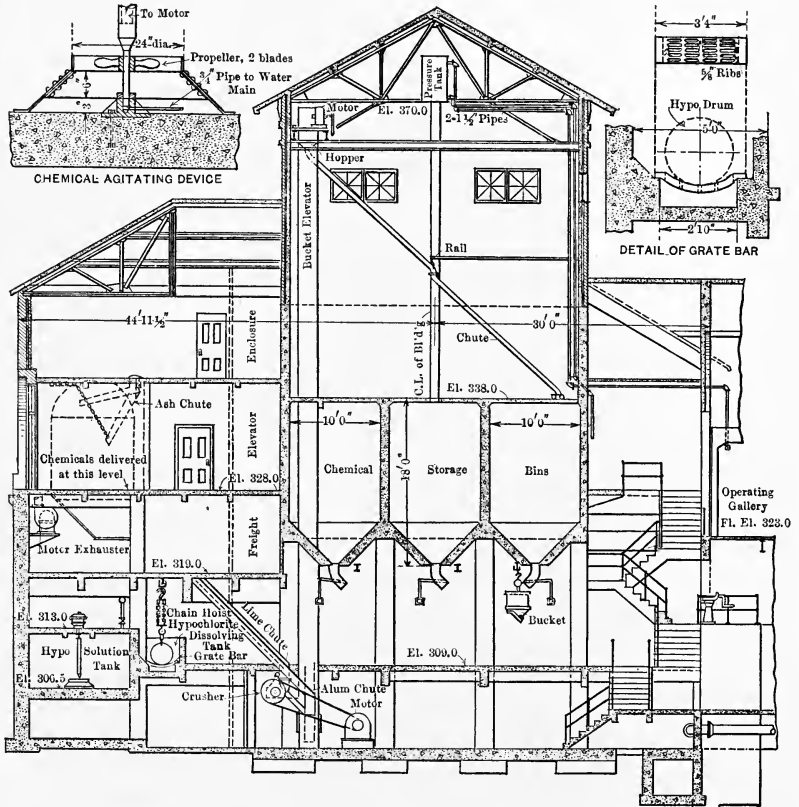 To Motor
24"dia.
Propeller, 2 blades
3/4" Pipe to Water
Main
6"
3"
CHEMICAL AGITATING DEVICE
Pressure
Tank
Motor
El. 370.0
2-1 1/2" Pipes
Hopper
Bucket Elevator
Rail
3'4"
5/8" Ribs
Hypo Drum
5'0"
2'10"
DETAIL OF GRATE BAR
44'11 1/2"
30'0"
Enclosure
C.L. of Bl'd'g
Chute
El. 338.0
Ash Chute
Elevator
Chemicals delivered
at this level
El. 328.0
10'0"
10'0"
Chemical
Storage
Bins
18'0"
Operating
Gallery
Fl. El. 323.0
Motor Exhauster
Freight
El. 319.0
Chain Hoist
Hypochlorite
Dissolving
Tank
Grate Bar
Lime Chute
Bucket
El. 313.0
Hypo Solution
Tank
El. 309.0
El. 306.5
Crusher
Alum Chute
Motor